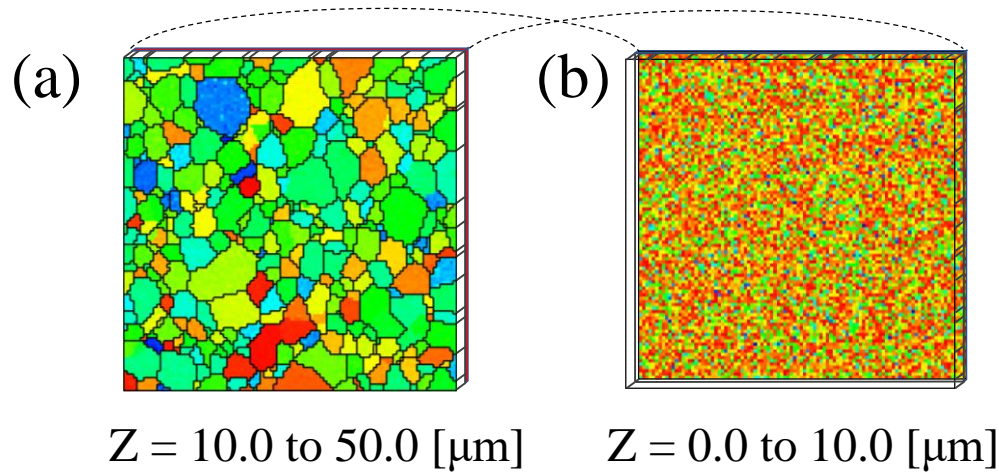 (a)
(b)
Z = 10.0 to 50.0 [μm]
Z = 0.0 to 10.0 [μm]